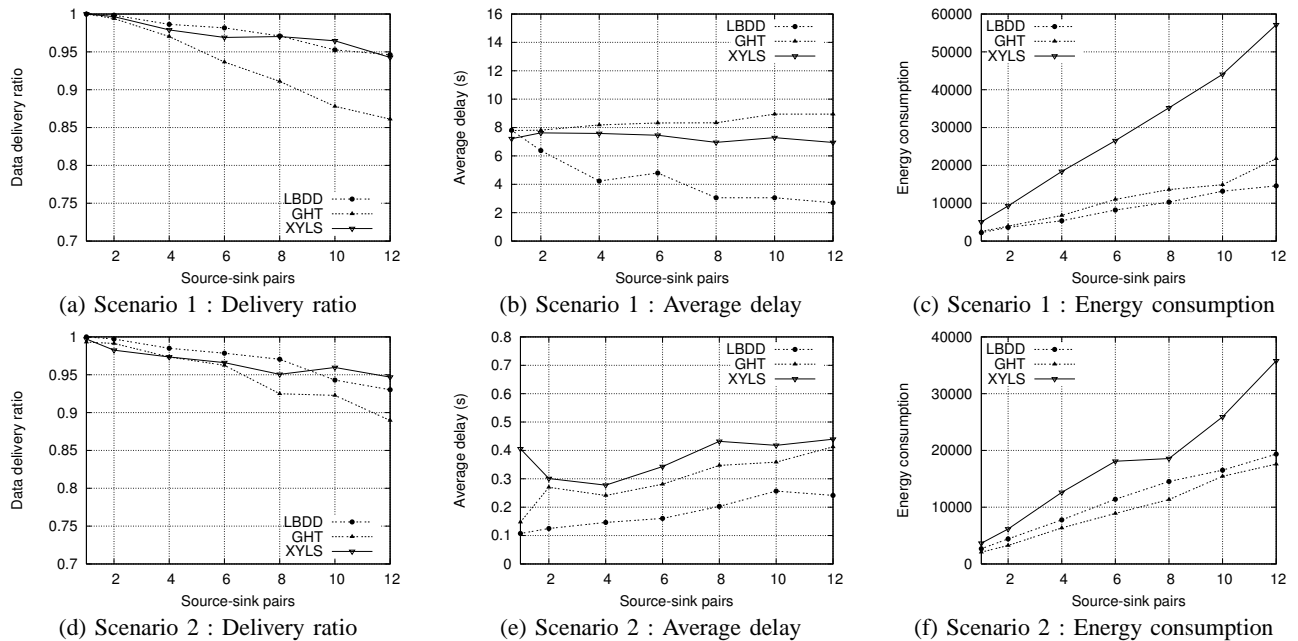 1
0.95
0.9
0.85
0.8
0.75
0.7
2 4 6 8 10 12
Data delivery ratio
Source-sink pairs
LBDD
GHT
XYLS
(a) Scenario 1 : Delivery ratio
16
14
12
10
8
6
4
2
0
2 4 6 8 10 12
Average delay (s)
Source-sink pairs
LBDD
GHT
XYLS
(b) Scenario 1 : Average delay
60000
50000
40000
30000
20000
10000
0
2 4 6 8 10 12
Energy consumption
Source-sink pairs
LBDD
GHT
XYLS
(c) Scenario 1 : Energy consumption
1
0.95
0.9
0.85
0.8
0.75
0.7
2 4 6 8 10 12
Data delivery ratio
Source-sink pairs
LBDD
GHT
XYLS
(d) Scenario 2 : Delivery ratio
0.8
0.7
0.6
0.5
0.4
0.3
0.2
0.1
0
2 4 6 8 10 12
Average delay (s)
Source-sink pairs
LBDD
GHT
XYLS
(e) Scenario 2 : Average delay
40000
30000
20000
10000
0
2 4 6 8 10 12
Energy consumption
Source-sink pairs
LBDD
GHT
XYLS
(f) Scenario 2 : Energy consumption